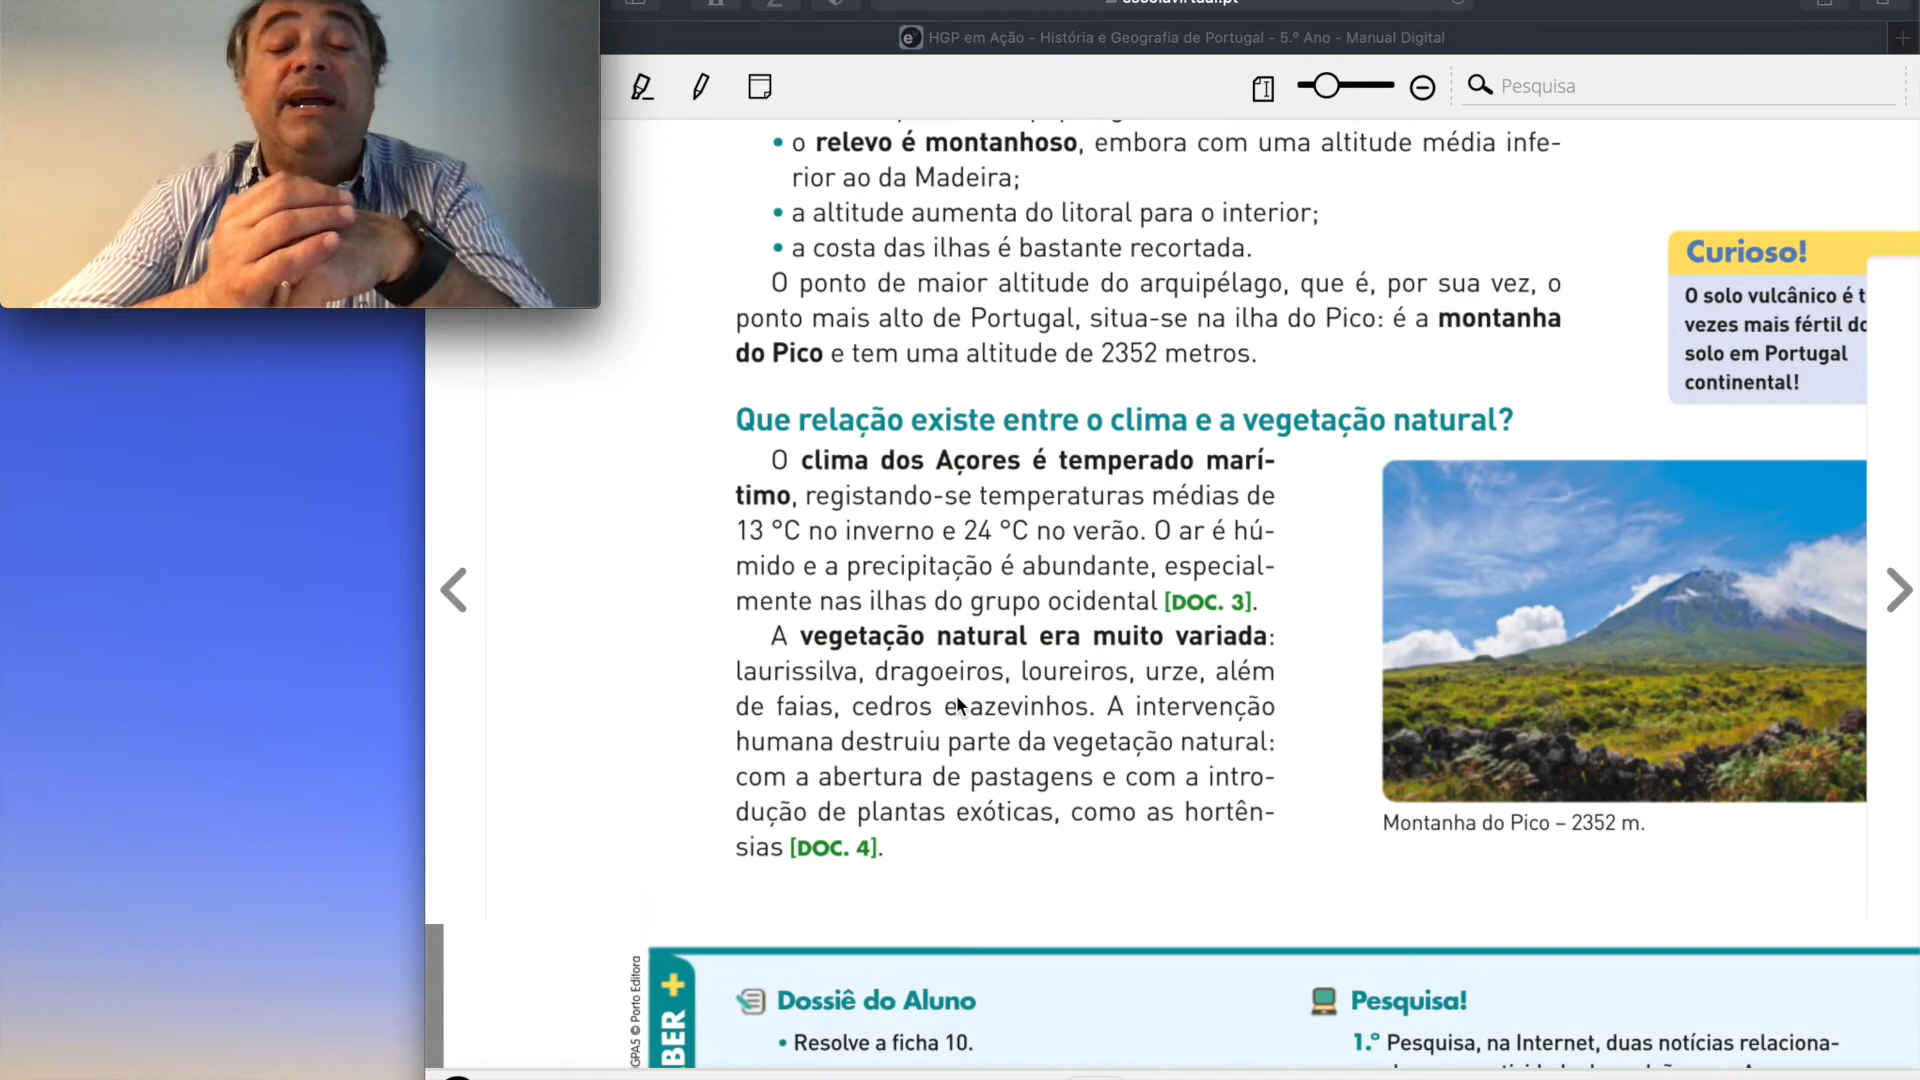 escolavirtual.pt
HGP em Ação - História e Geografia de Portugal - 5.º Ano - Manual Digital
Pesquisa
• o relevo é montanhoso, embora com uma altitude média infe-
rior ao da Madeira;
• a altitude aumenta do litoral para o interior;
• a costa das ilhas é bastante recortada.
O ponto de maior altitude do arquipélago, que é, por sua vez, o
ponto mais alto de Portugal, situa-se na ilha do Pico: é a montanha
do Pico e tem uma altitude de 2352 metros.
Curioso!
O solo vulcânico é
vezes mais fértil do
solo em Portugal
continental!
Que relação existe entre o clima e a vegetação natural?
O clima dos Açores é temperado marí-
timo, registando-se temperaturas médias de
13 °C no inverno e 24 °C no verão. O ar é hú-
mido e a precipitação é abundante, especial-
mente nas ilhas do grupo ocidental [DOC. 3].
A vegetação natural era muito variada:
laurissilva, dragoeiros, loureiros, urze, além
de faias, cedros e azevinhos. A intervenção
humana destruiu parte da vegetação natural:
com a abertura de pastagens e com a intro-
dução de plantas exóticas, como as hortên-
sias [DOC. 4].
Montanha do Pico – 2352 m.
GPA5 © Porto Editora
BER +
Dossiê do Aluno
• Resolve a ficha 10.
Pesquisa!
1.º Pesquisa, na Internet, duas notícias relaciona-